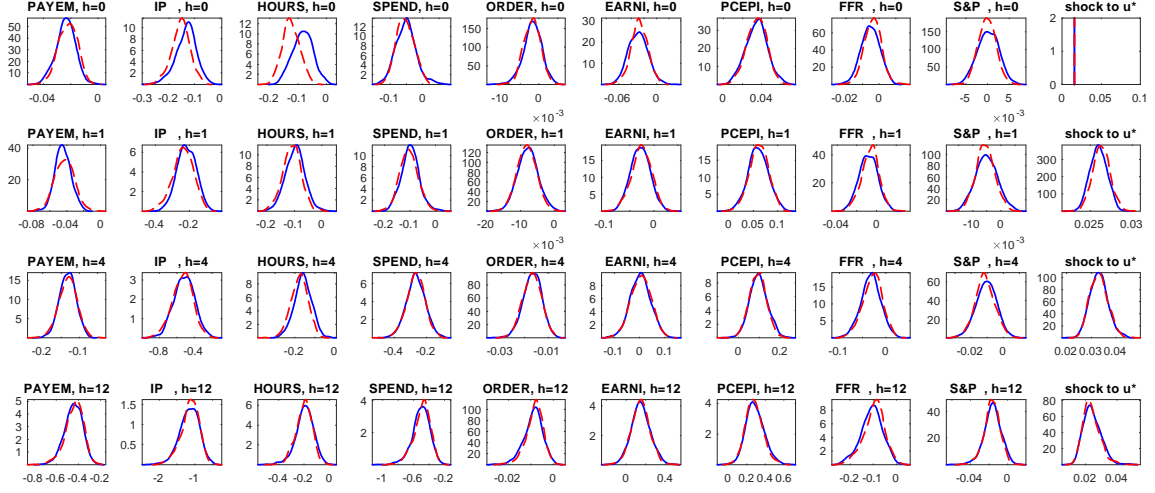 PAYEM, h=0 IP , h=0 HOURS, h=0 SPEND, h=0 ORDER, h=0 EARNI, h=0 PCEPI, h=0 FFR , h=0 S&P , h=0 shock to u*
50 40 30 20 10
10 8 6 4 2
12 10 8 6 4 2
12 10 8 6 4 2
150 100 50
30 20 10
30 20 10
60 40 20
150 100 50
2 1 0
-0.04 0 -0.3 -0.2 -0.1 0 -0.2 -0.1 0 -0.1 0 -10 -5 0 -0.06 0 0 0.04 -0.02 0 -5 0 5 0 0.05 0.1
×10⁻³ ×10⁻³
PAYEM, h=1 IP , h=1 HOURS, h=1 SPEND, h=1 ORDER, h=1 EARNI, h=1 PCEPI, h=1 FFR , h=1 S&P , h=1 shock to u*
40 20
6 4 2
10 8 6 4 2
10 8 6 4 2
120 100 80 60 40 20
15 10 5
15 10 5
40 20
100 80 60 40 20
300 200 100
-0.08 -0.04 0 -0.4 -0.2 0 -0.2 -0.1 0 -0.2 -0.1 0 -10 -5 0 -0.1 0 0 0.05 0.1 -0.04 0 -10 -5 0 0.025 0.03
×10⁻³ ×10⁻³
PAYEM, h=4 IP , h=4 HOURS, h=4 SPEND, h=4 ORDER, h=4 EARNI, h=4 PCEPI, h=4 FFR , h=4 S&P , h=4 shock to u*
15 10 5
3 2 1
8 6 4 2
6 4 2
80 60 40 20
8 6 4 2
8 6 4 2
15 10 5
60 40 20
100 80 60 40 20
-0.2 -0.1 -0.8 -0.4 -0.2 0 -0.4 -0.2 -0.03 -0.01 -0.1 0 0.1 0 0.2 -0.1 0 -0.02 0 0.02 0.03 0.04
PAYEM, h=12 IP , h=12 HOURS, h=12 SPEND, h=12 ORDER, h=12 EARNI, h=12 PCEPI, h=12 FFR , h=12 S&P , h=12 shock to u*
5 4 3 2 1
1.5 1 0.5
6 4 2
4 2
100 50
4 2
4 2
8 6 4 2
40 20
80 60 40 20
-0.8 -0.6 -0.4 -0.2 -2 -1 -0.4 -0.2 0 -1 -0.5 0 -0.02 0 0 0.4 0 0.2 0.4 0.6 -0.2 -0.1 0 -0.04 0 0.02 0.04